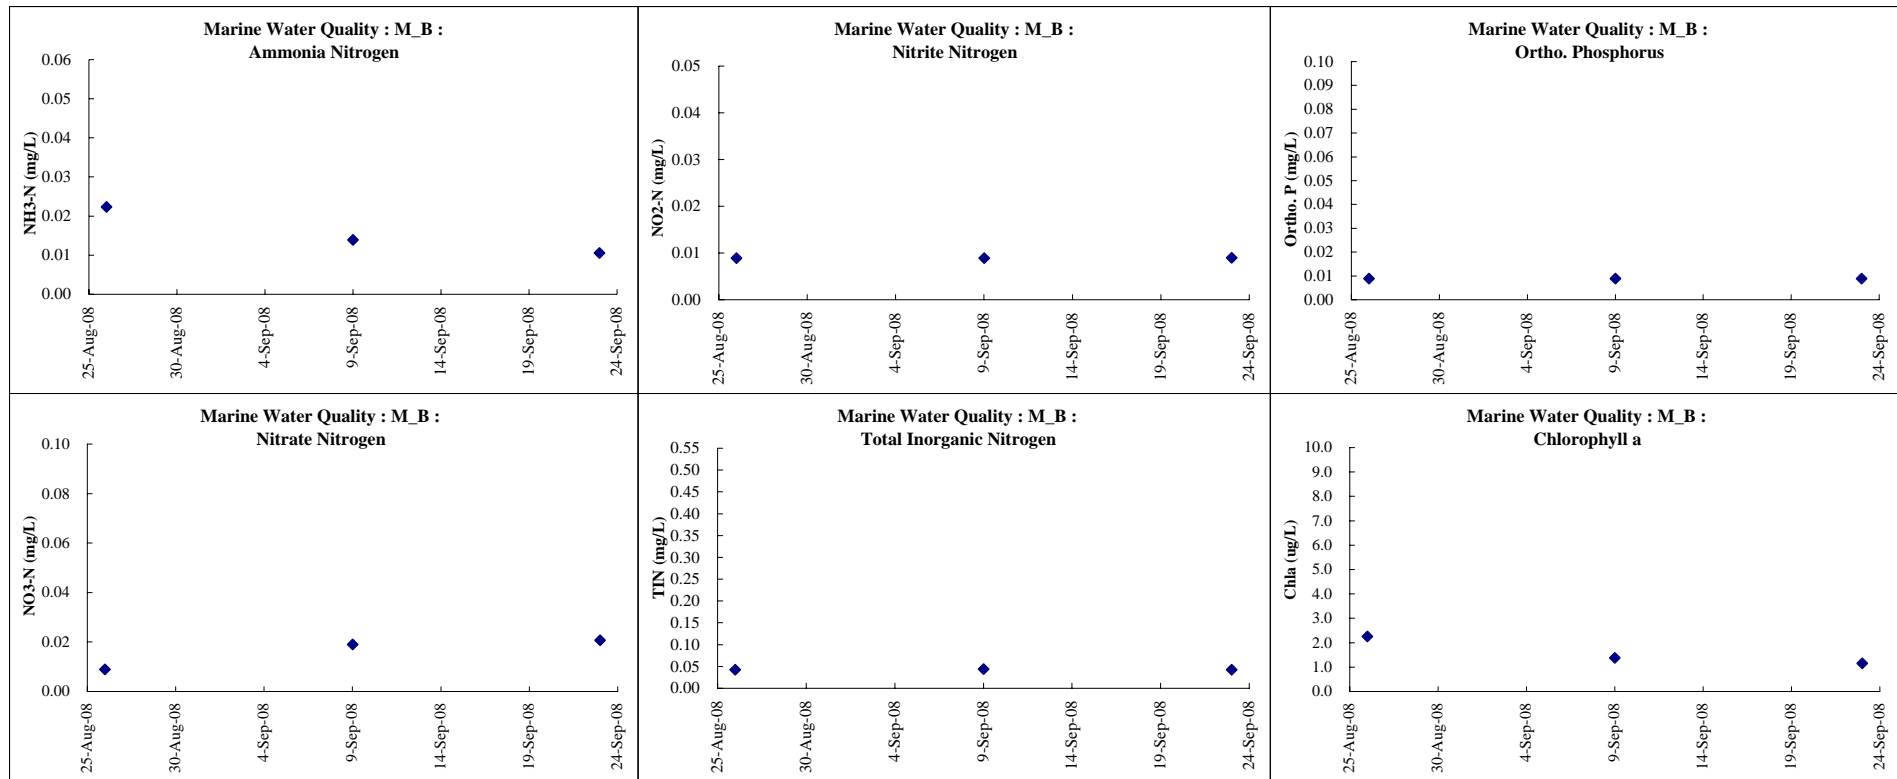 Marine Water Quality : M_B :
Ammonia Nitrogen
NH3-N (mg/L)
0.06
0.05
0.04
0.03
0.02
0.01
0.00
25-Aug-08
30-Aug-08
4-Sep-08
9-Sep-08
14-Sep-08
19-Sep-08
24-Sep-08
Marine Water Quality : M_B :
Nitrite Nitrogen
NO2-N (mg/L)
0.05
0.04
0.03
0.02
0.01
0.00
25-Aug-08
30-Aug-08
4-Sep-08
9-Sep-08
14-Sep-08
19-Sep-08
24-Sep-08
Marine Water Quality : M_B :
Ortho. Phosphorus
Ortho. P (mg/L)
0.10
0.09
0.08
0.07
0.06
0.05
0.04
0.03
0.02
0.01
0.00
25-Aug-08
30-Aug-08
4-Sep-08
9-Sep-08
14-Sep-08
19-Sep-08
24-Sep-08
Marine Water Quality : M_B :
Nitrate Nitrogen
NO3-N (mg/L)
0.10
0.08
0.06
0.04
0.02
0.00
25-Aug-08
30-Aug-08
4-Sep-08
9-Sep-08
14-Sep-08
19-Sep-08
24-Sep-08
Marine Water Quality : M_B :
Total Inorganic Nitrogen
TIN (mg/L)
0.55
0.50
0.45
0.40
0.35
0.30
0.25
0.20
0.15
0.10
0.05
0.00
25-Aug-08
30-Aug-08
4-Sep-08
9-Sep-08
14-Sep-08
19-Sep-08
24-Sep-08
Marine Water Quality : M_B :
Chlorophyll a
Chla (ug/L)
10.0
9.0
8.0
7.0
6.0
5.0
4.0
3.0
2.0
1.0
0.0
25-Aug-08
30-Aug-08
4-Sep-08
9-Sep-08
14-Sep-08
19-Sep-08
24-Sep-08